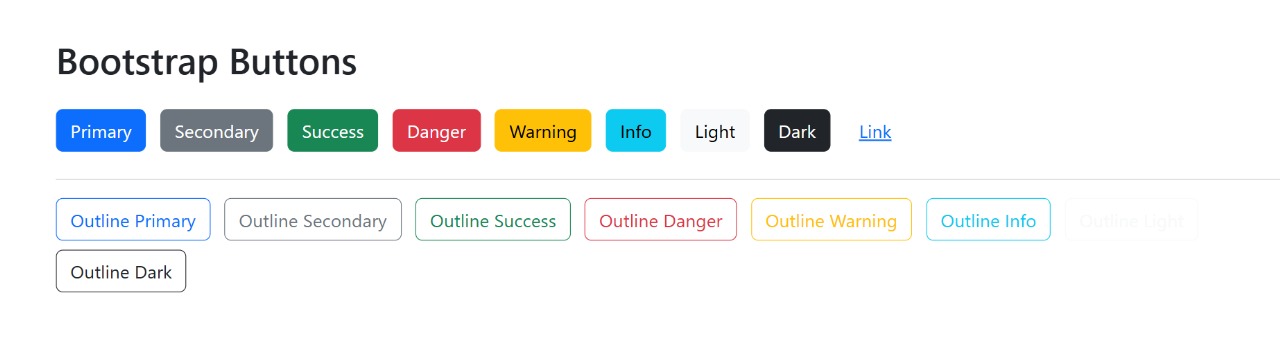 Bootstrap Buttons
Primary Secondary Success Danger Warning Info Light Dark Link
Outline Primary Outline Secondary Outline Success Outline Danger Outline Warning Outline Info Outline Light
Outline Dark